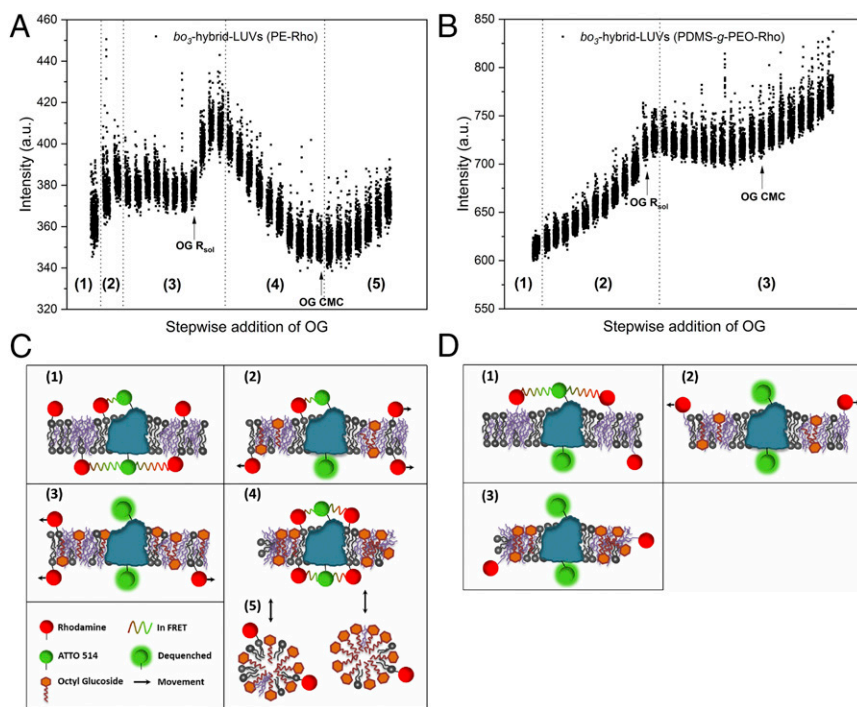 A
bo3-hybrid-LUVs (PE-Rho)
Intensity (a.u.)
460
440
420
400
380
360
340
320
OG Rsol
OG CMC
(1)
(2)
(3)
(4)
(5)
Stepwise addition of OG
B
bo3-hybrid-LUVs (PDMS-g-PEO-Rho)
Intensity (a.u.)
850
800
750
700
650
600
550
OG Rsol
OG CMC
(1)
(2)
(3)
Stepwise addition of OG
C
(1)
(2)
(3)
(4)
(5)
Rhodamine
In FRET
ATTO 514
Dequenched
Octyl Glucoside
Movement
D
(1)
(2)
(3)